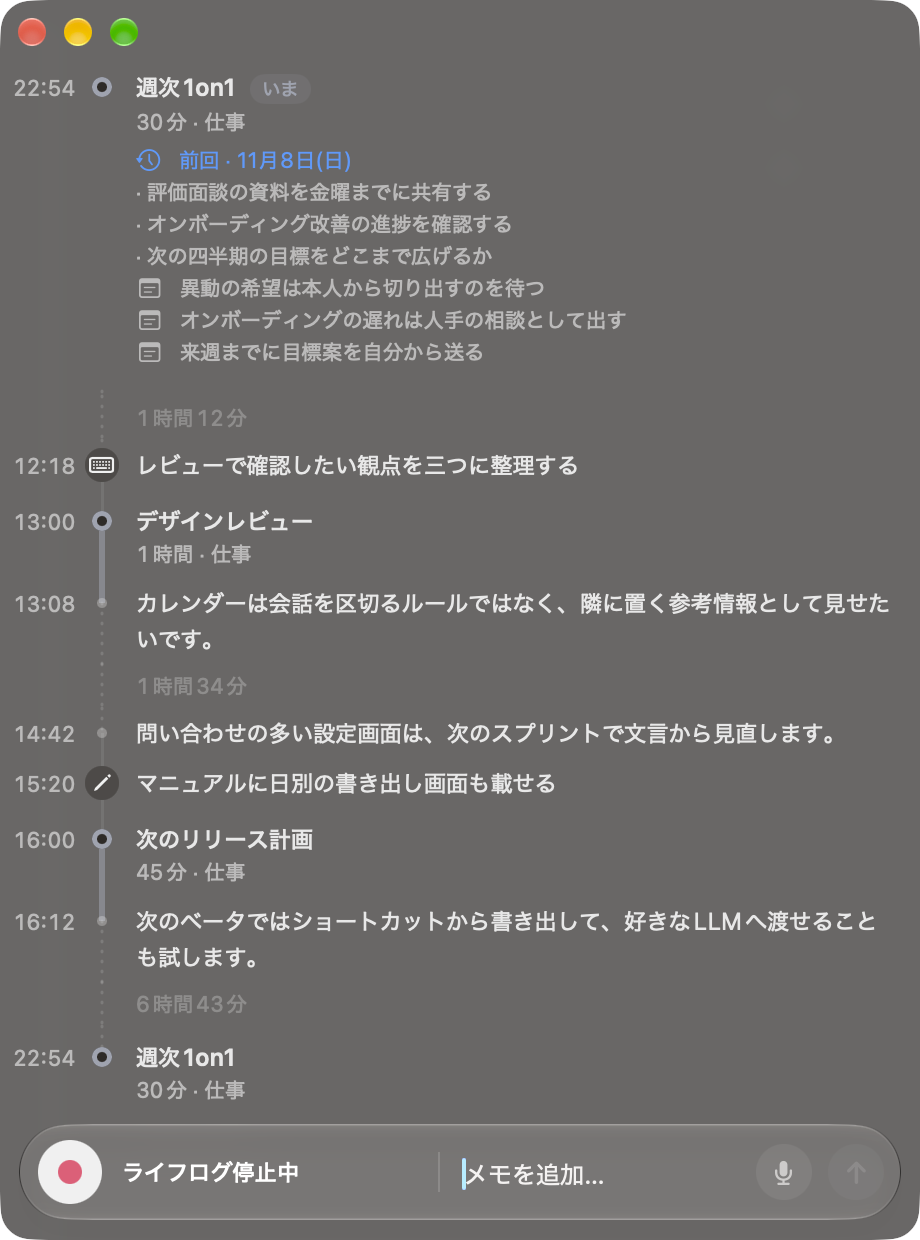 22:54 週次1on1 いま
30分 · 仕事
前回 · 11月8日(日)
· 評価面談の資料を金曜までに共有する
· オンボーディング改善の進捗を確認する
· 次の四半期の目標をどこまで広げるか
異動の希望は本人から切り出すのを待つ
オンボーディングの遅れは人手の相談として出す
来週までに目標案を自分から送る
1時間12分
12:18 レビューで確認したい観点を三つに整理する
13:00 デザインレビュー
1時間 · 仕事
13:08 カレンダーは会話を区切るルールではなく、隣に置く参考情報として見せた
いです。
1時間34分
14:42 問い合わせの多い設定画面は、次のスプリントで文言から見直します。
15:20 マニュアルに日別の書き出し画面も載せる
16:00 次のリリース計画
45分 · 仕事
16:12 次のベータではショートカットから書き出して、好きなLLMへ渡せること
も試します。
6時間43分
22:54 週次1on1
30分 · 仕事
ライフログ停止中 メモを追加...